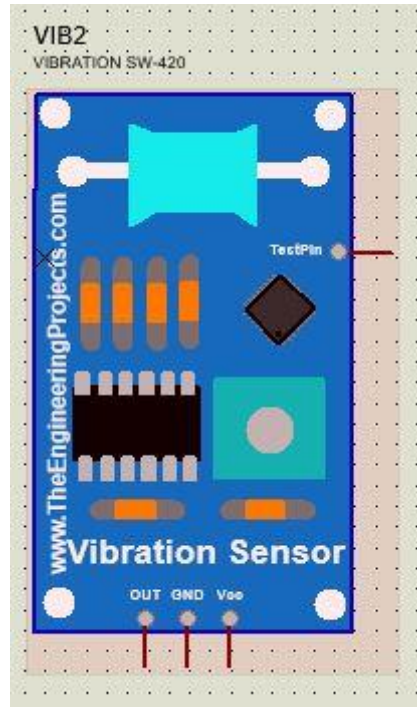 VIB2
VIBRATION SW-420
TestPin
www.TheEngineeringProjects.com
Vibration Sensor
OUT GND Vcc